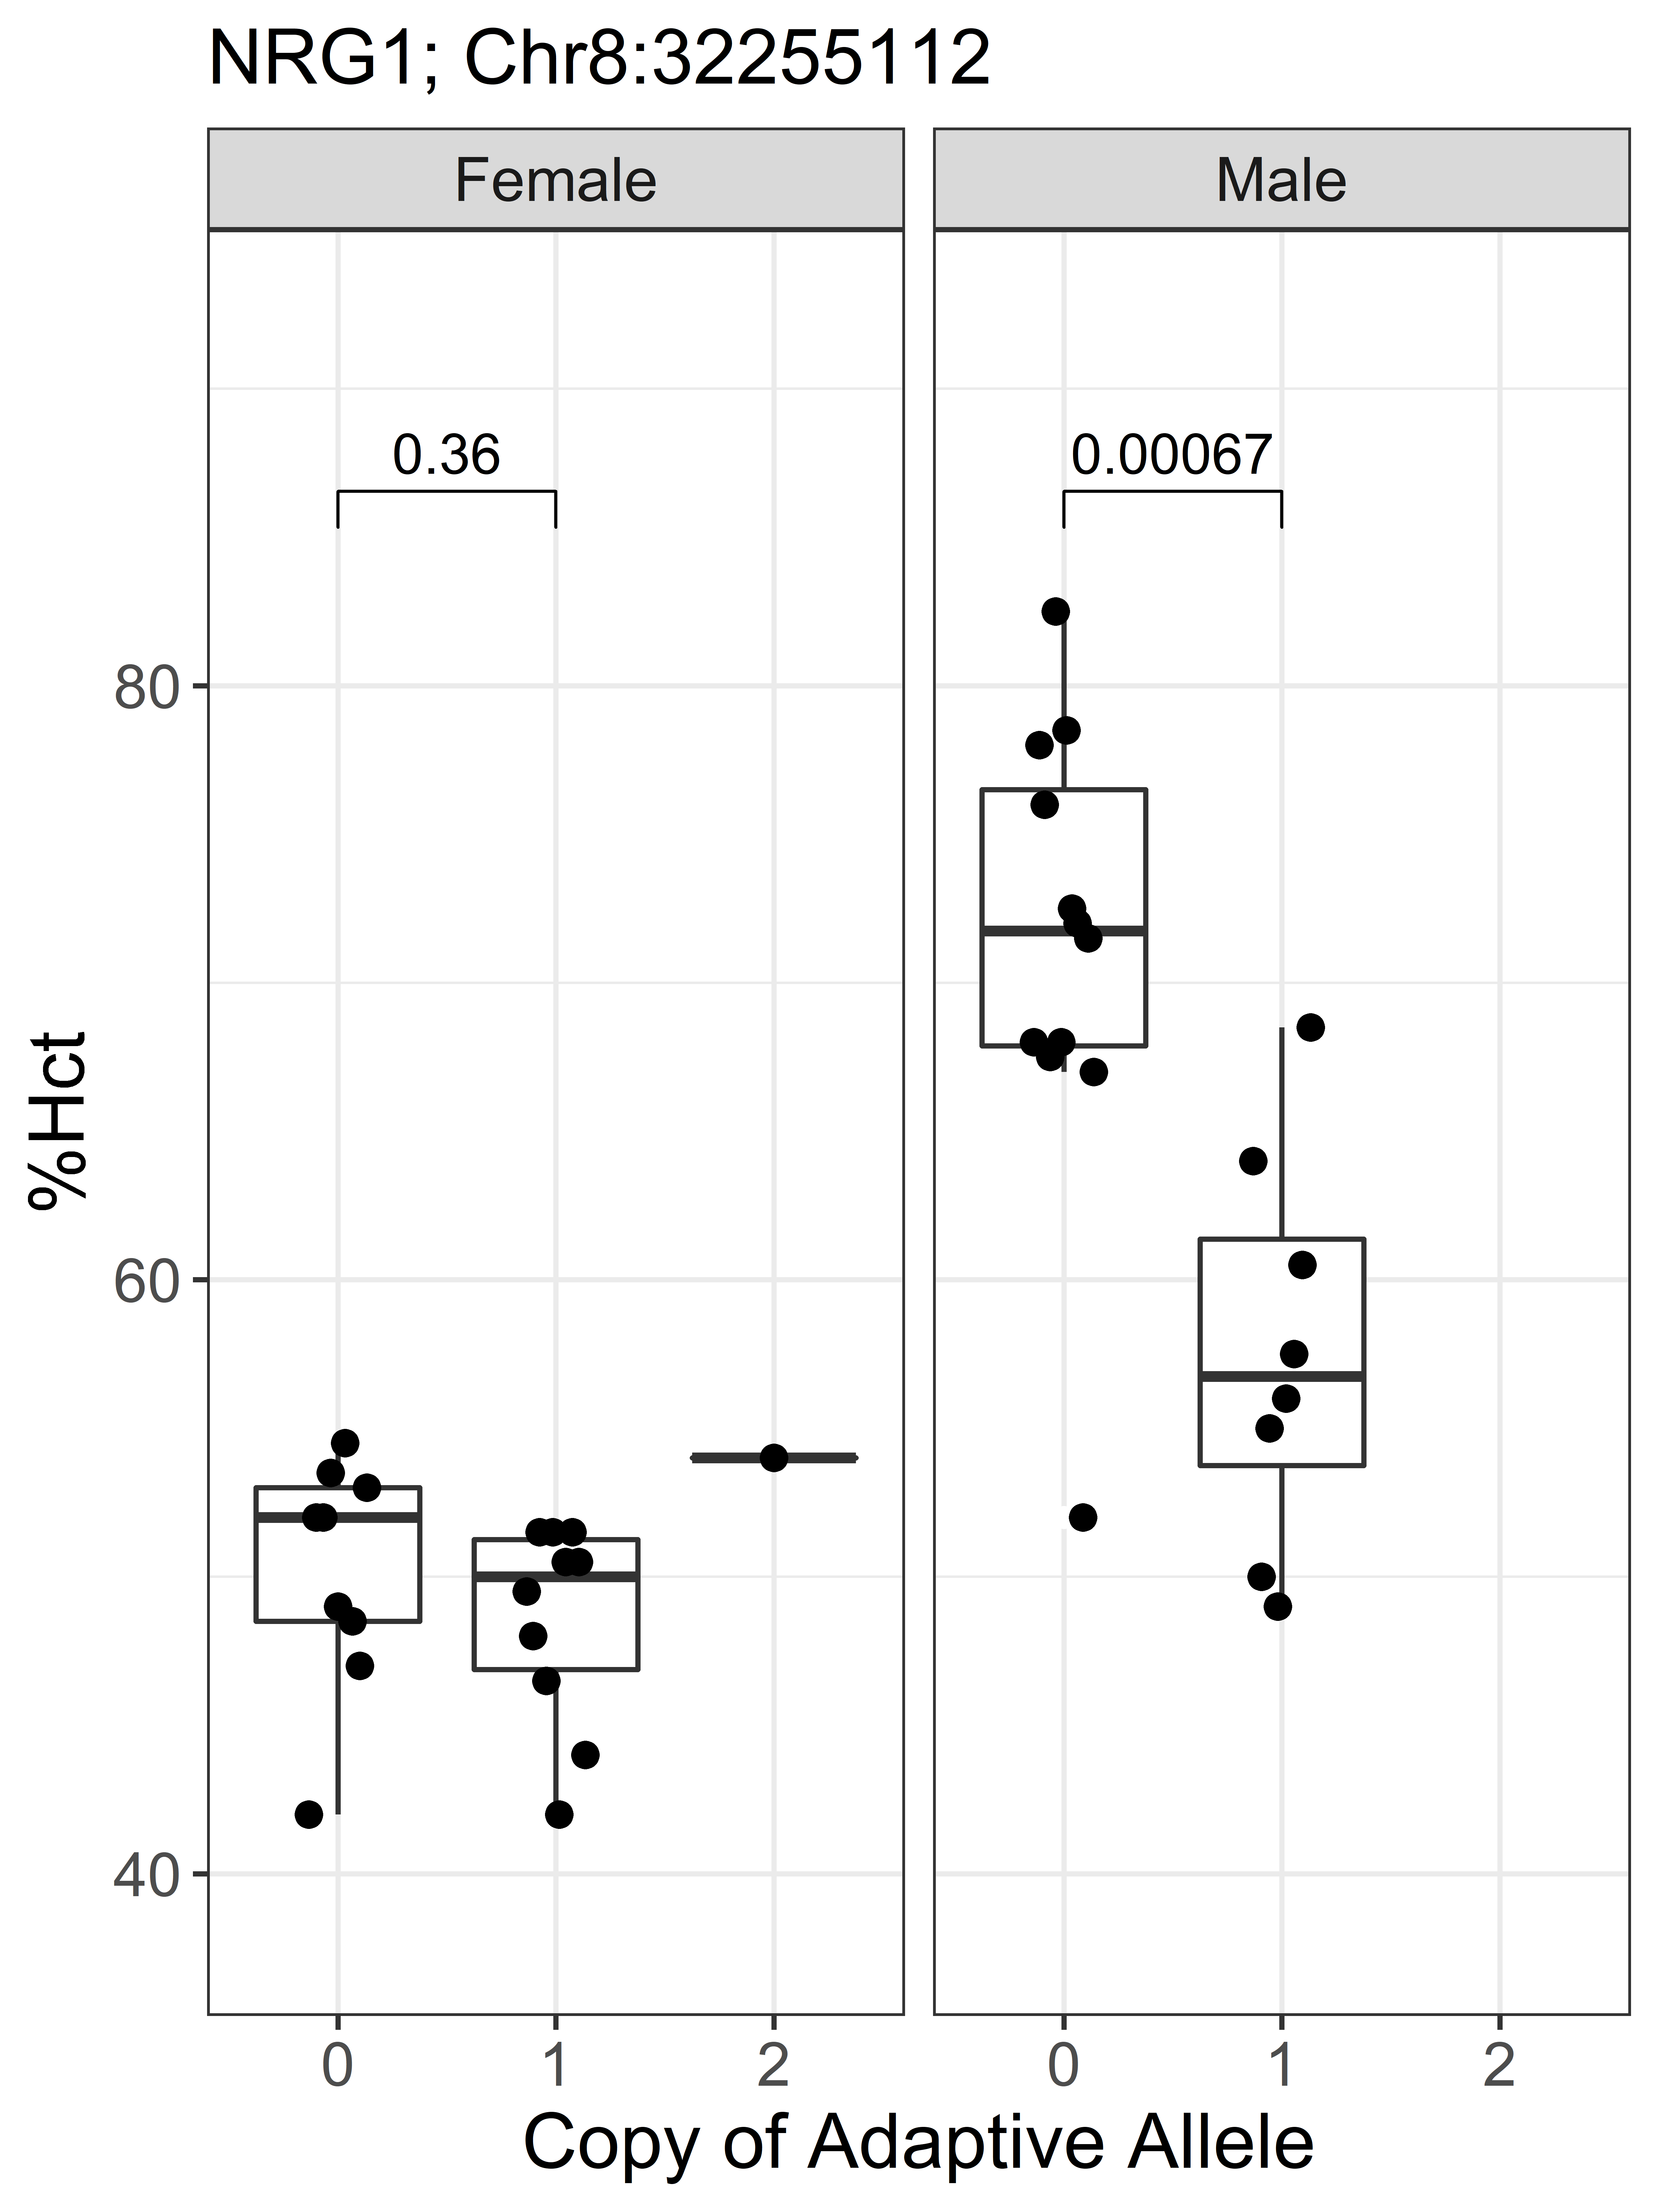 NRG1; Chr8:32255112
Female
Male
0.36
0.00067
80
60
40
%Hct
0 1 2
0 1 2
Copy of Adaptive Allele